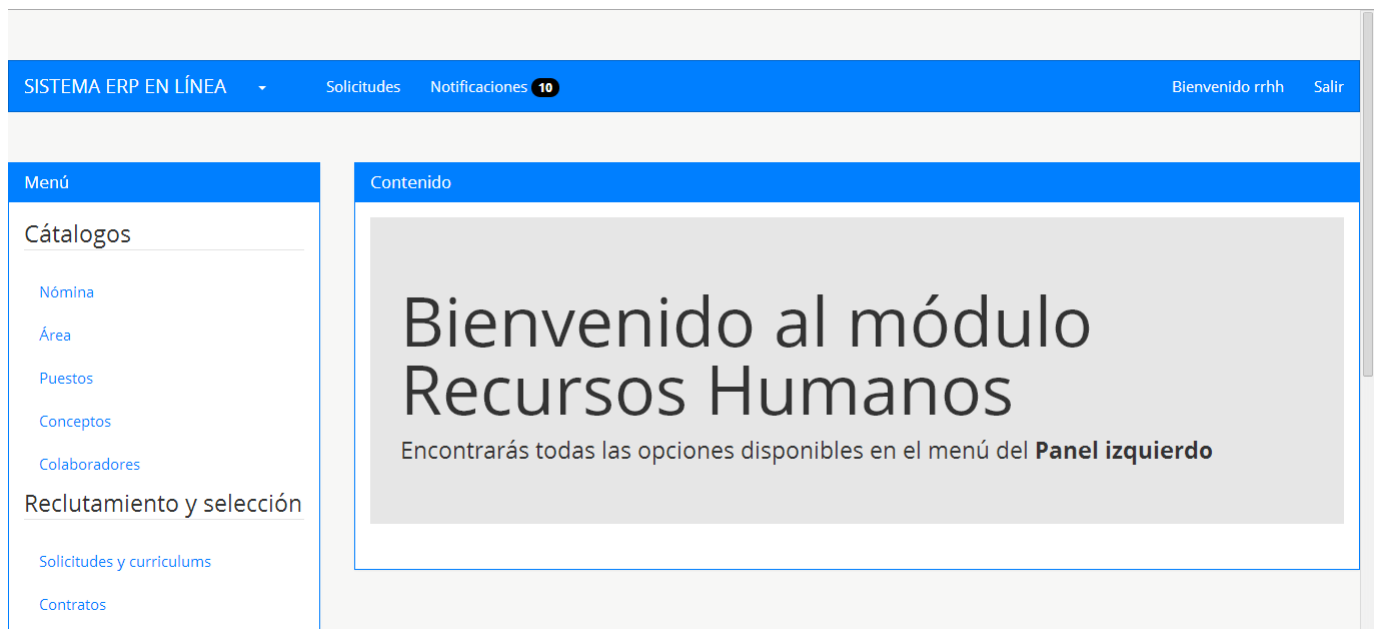 SISTEMA ERP EN LÍNEA
Solicitudes
Notificaciones 10
Bienvenido rrhh
Salir
Menú
Cátalogos
Nómina
Área
Puestos
Conceptos
Colaboradores
Reclutamiento y selección
Solicitudes y curriculums
Contratos
Contenido
Bienvenido al módulo
Recursos Humanos
Encontrarás todas las opciones disponibles en el menú del Panel izquierdo